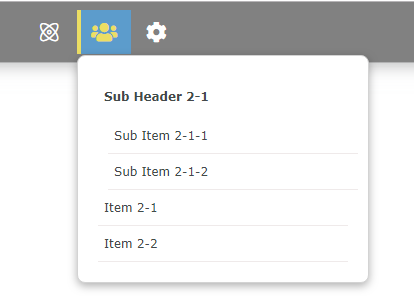 Sub Header 2-1
Sub Item 2-1-1
Sub Item 2-1-2
Item 2-1
Item 2-2